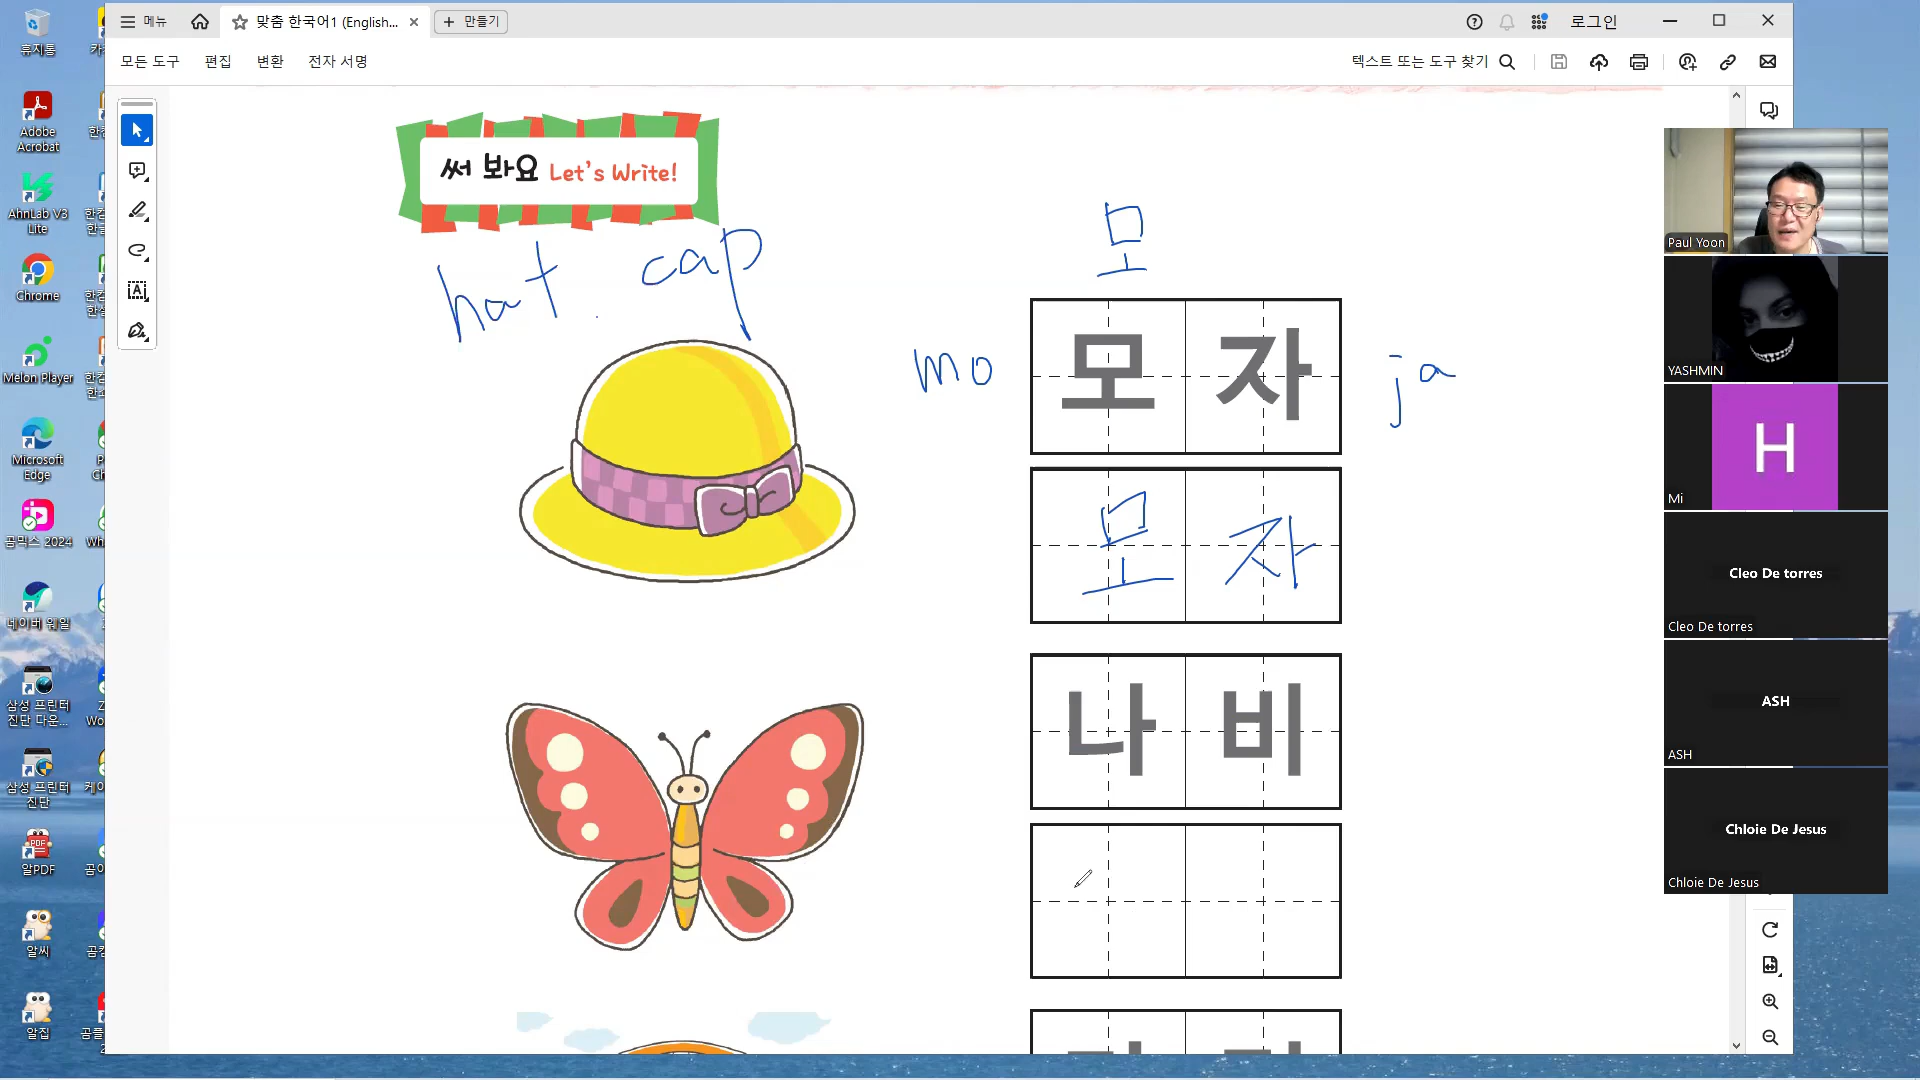 메뉴
맞춤 한국어1 (English...
만들기
로그인
모든 도구 편집 변환 전자 서명
텍스트 또는 도구 찾기
휴지통
Adobe Acrobat
AhnLab V3 Lite
Chrome
Melon Player
Microsoft Edge
곰믹스 2024
네이버 웨일
삼성 프린터 진단 다운...
삼성 프린터 진단
알PDF
알씨
알집
써 봐요 Let's Write!
hat cap
모
mo
모자
ja
모자
나비
Paul Yoon
YASHMIN
H
Mi
Cleo De torres
Cleo De torres
ASH
ASH
Chloie De Jesus
Chloie De Jesus